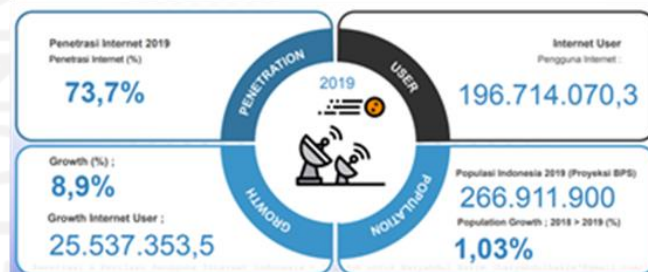 Penetrasi Internet 2019
Penetrasi Internet (%)
73,7%
PENETRATION
2019
USER
Internet User
Pengguna Internet :
196.714.070,3
Growth (%) ;
8,9%
Growth Internet User ;
25.537.353,5
GROWTH
POPULATION
Populasi Indonesia 2019 (Proyeksi BPS)
266.911.900
Population Growth ; 2018 > 2019 (%)
1,03%